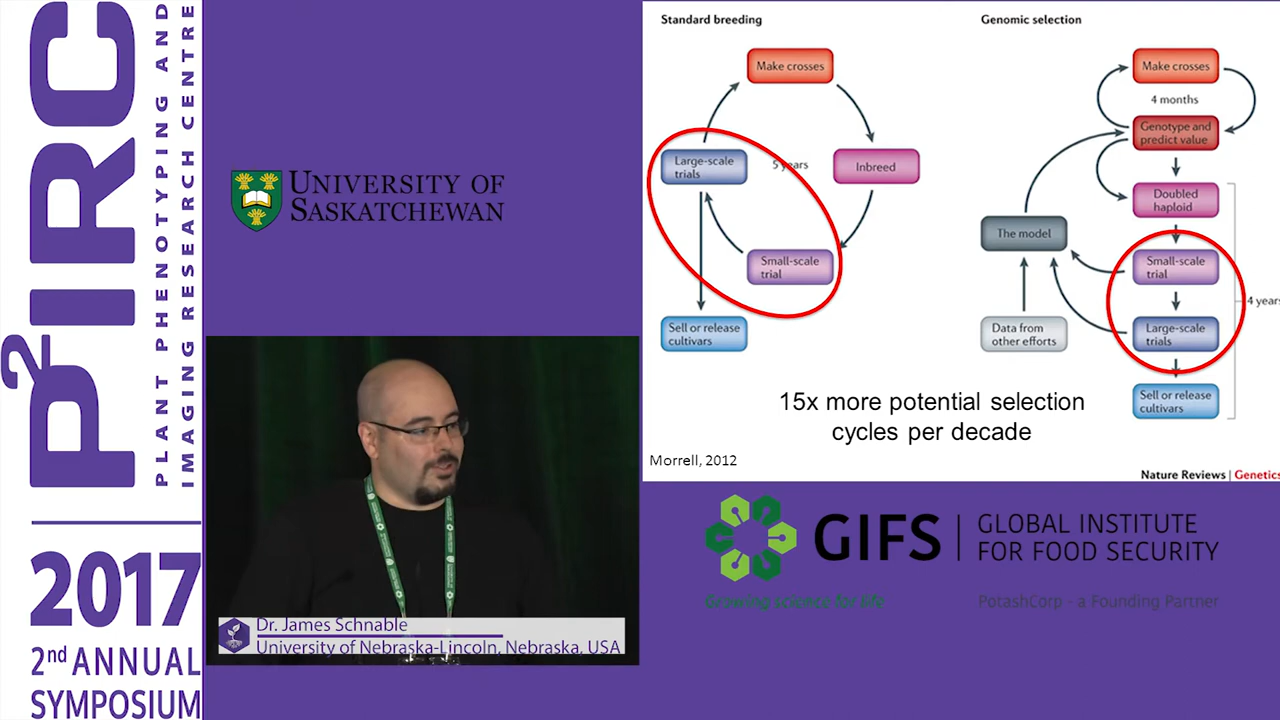 P²IRC
PLANT PHENOTYPING AND
IMAGING RESEARCH CENTRE
2017
2nd ANNUAL
SYMPOSIUM
UNIVERSITY OF
SASKATCHEWAN
Dr. James Schnable
University of Nebraska-Lincoln, Nebraska, USA
Standard breeding
Make crosses
Large-scale
trials
5 years
Inbreed
Small-scale
trial
Sell or release
cultivars
Genomic selection
Make crosses
4 months
Genotype and
predict value
Doubled
haploid
The model
Small-scale
trial
4 years
Data from
other efforts
Large-scale
trials
Sell or release
cultivars
15x more potential selection
cycles per decade
Morrell, 2012
Nature Reviews | Genetics
GIFS
GLOBAL INSTITUTE
FOR FOOD SECURITY
Growing science for life
PotashCorp - a Founding Partner